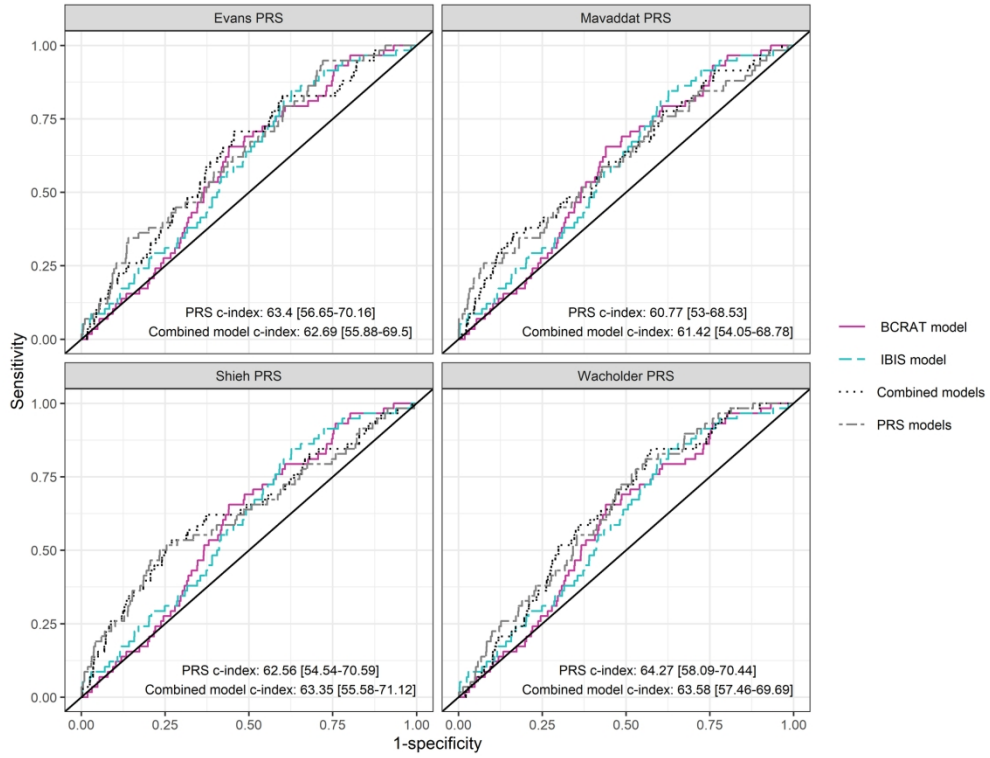 Evans PRS
Mavaddat PRS
1.00
0.75
0.50
0.25
0.00
PRS c-index: 63.4 [56.65-70.16]
Combined model c-index: 62.69 [55.88-69.5]
PRS c-index: 60.77 [53-68.53]
Combined model c-index: 61.42 [54.05-68.78]
Sensitivity
Shieh PRS
Wacholder PRS
1.00
0.75
0.50
0.25
0.00
PRS c-index: 62.56 [54.54-70.59]
Combined model c-index: 63.35 [55.58-71.12]
PRS c-index: 64.27 [58.09-70.44]
Combined model c-index: 63.58 [57.46-69.69]
0.00 0.25 0.50 0.75 1.00
0.00 0.25 0.50 0.75 1.00
1-specificity
BCRAT model
IBIS model
Combined models
PRS models